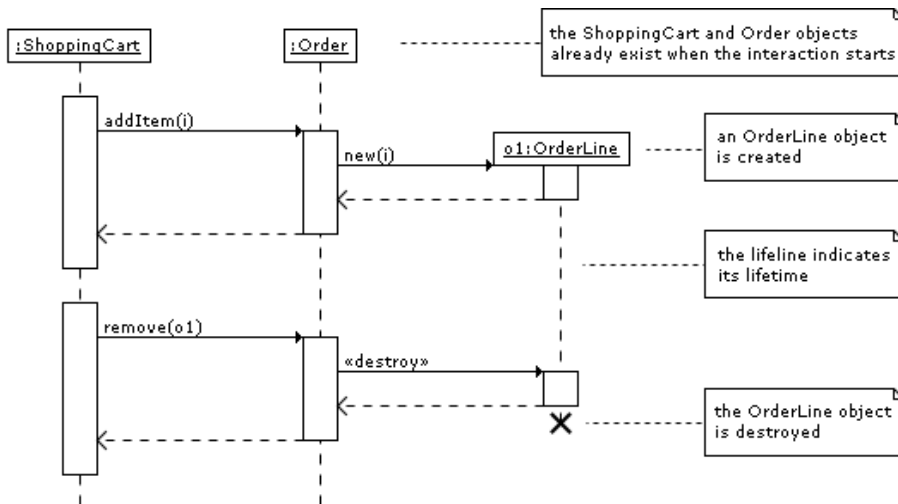 :ShoppingCart
:Order
the ShoppingCart and Order objects
already exist when the interaction starts
addItem(i)
new(i)
o1:OrderLine
an OrderLine object
is created
the lifeline indicates
its lifetime
remove(o1)
«destroy»
the OrderLine object
is destroyed